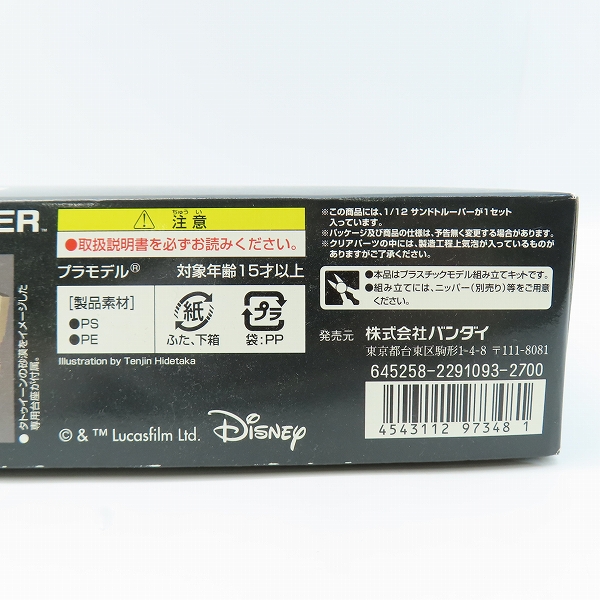 ER™
ちゅう い
注意
●取扱説明書を必ずお読みください。
プラモデル® 対象年齢15才以上
[製品素材]
●PS
●PE
紙
ふた、下箱
プラ
袋:PP
Illustration by Tenjin Hidetaka
●タトゥイーンの砂漠をイメージした
専用台座が付属。
© & ™ Lucasfilm Ltd. Disney
※この商品には、1/12 サンドトルーパーが1セット
入っています。
※パッケージ及び商品の仕様は、予告無く変更する場合があります。
※クリアパーツの中には、製造工程上気泡が入っているものが
ありますがご了承ください。
●本品はプラスチックモデル組み立てキットです。
●組み立てには、ニッパー(別売り)等をご用意
ください。
発売元 株式会社バンダイ
東京都台東区駒形1-4-8 〒111-8081
645258-2291093-2700
4543112 97348 1